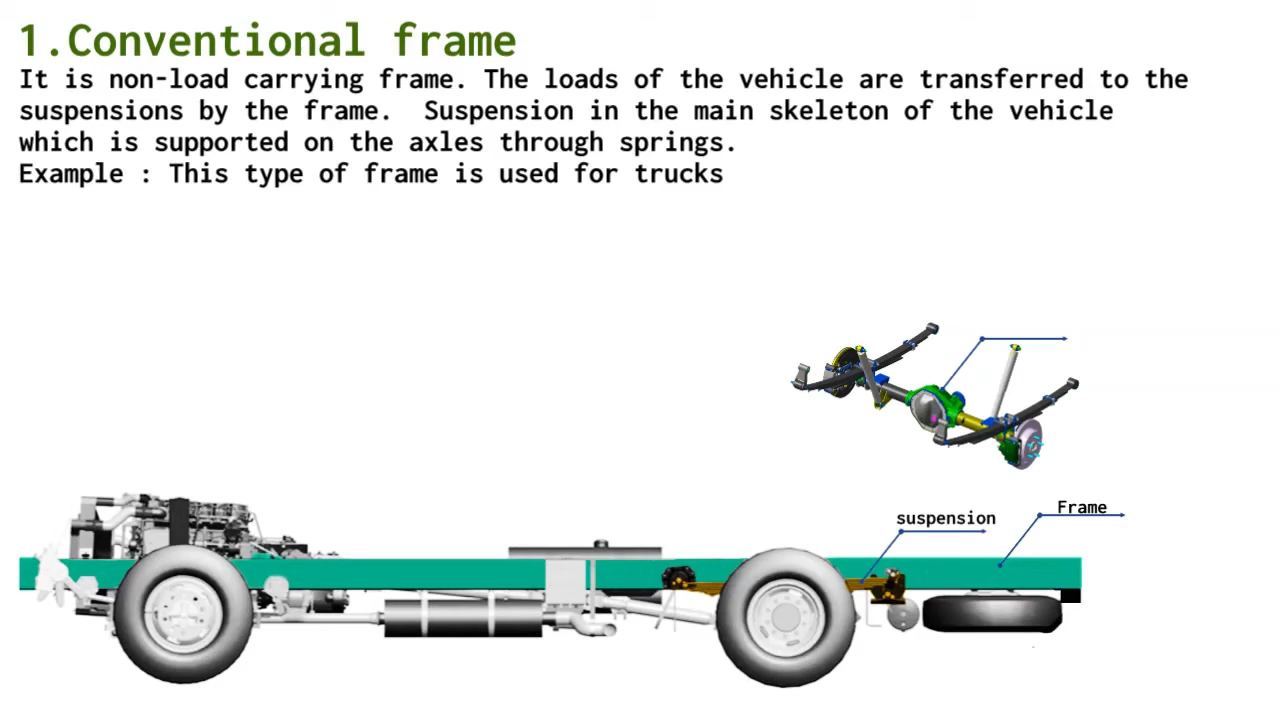 1.Conventional frame
It is non-load carrying frame. The loads of the vehicle are transferred to the
suspensions by the frame.  Suspension in the main skeleton of the vehicle
which is supported on the axles through springs.
Example : This type of frame is used for trucks
Frame
suspension